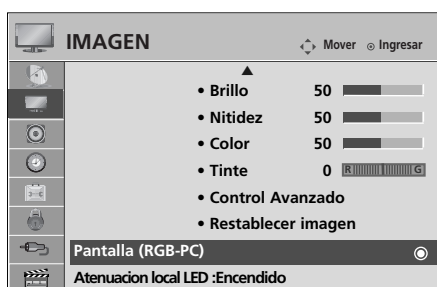 IMAGEN
Mover Ingresar
• Brillo 50
• Nitidez 50
• Color 50
• Tinte 0 R G
• Control Avanzado
• Restablecer imagen
Pantalla (RGB-PC)
Atenuacion local LED :Encendido